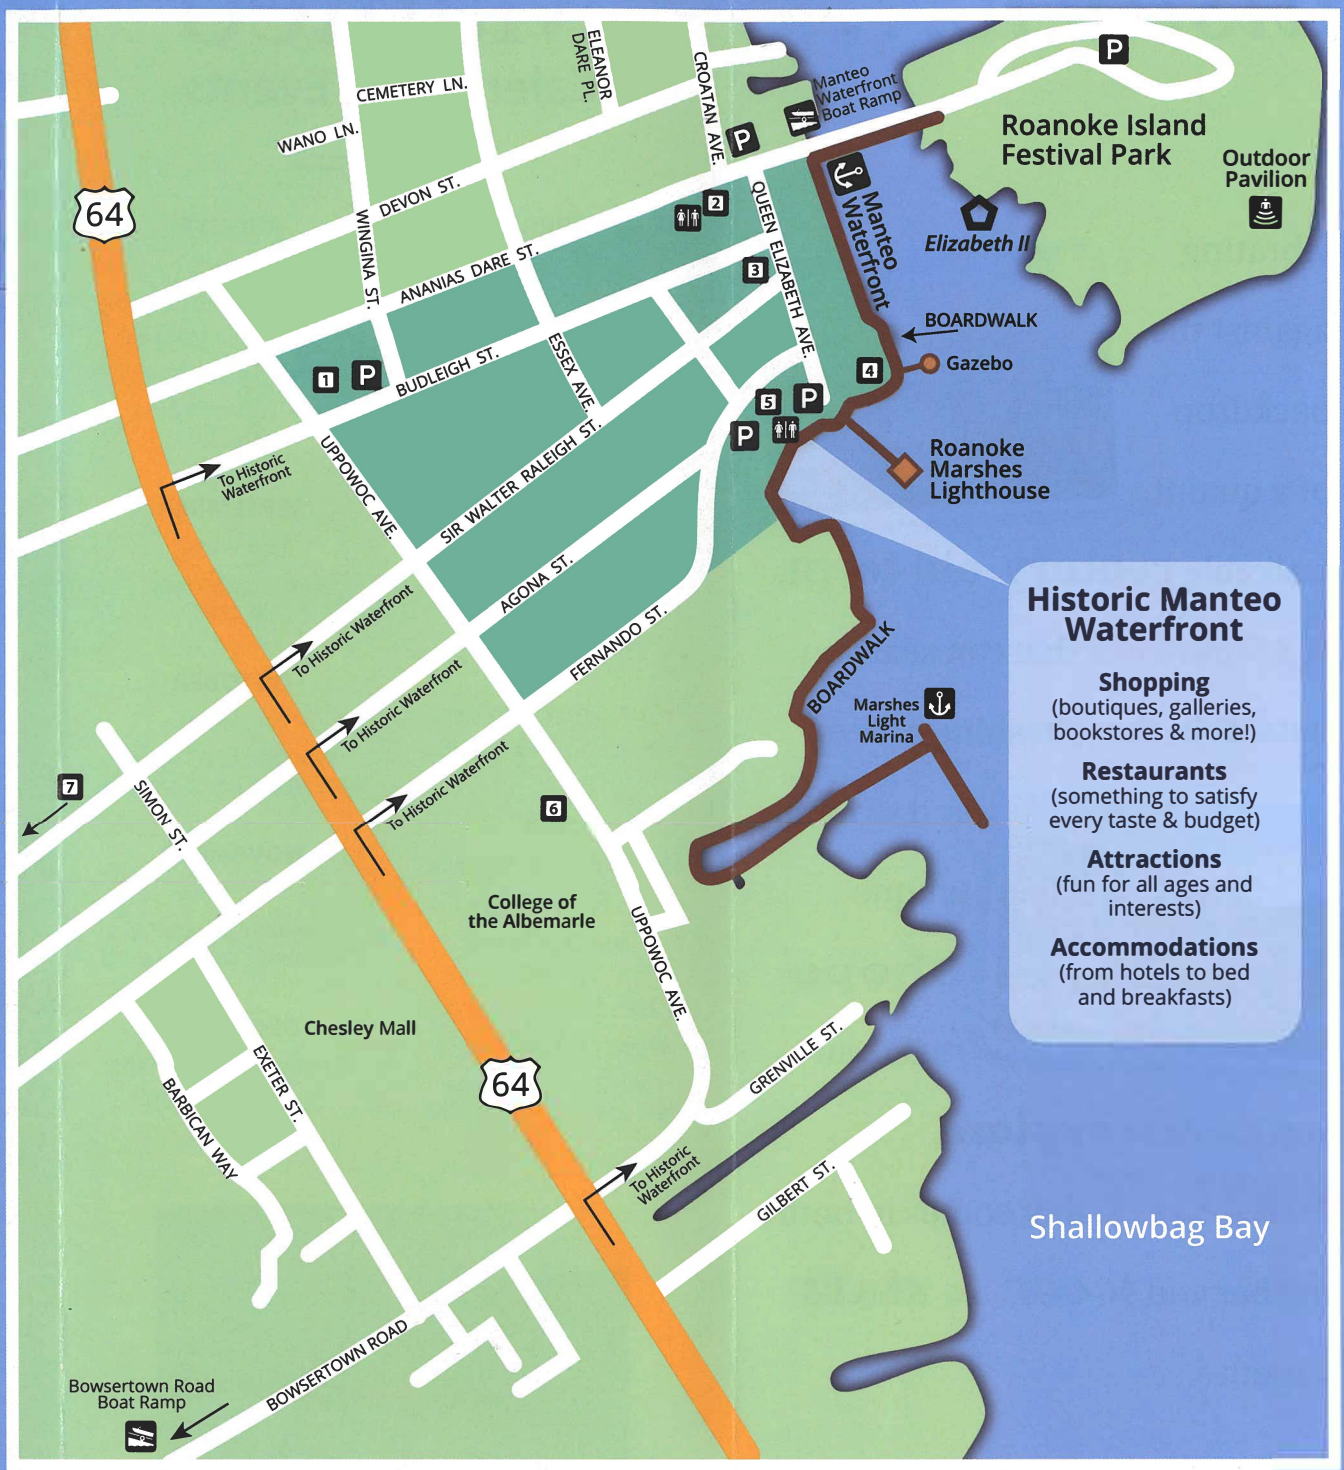 P
ELEANOR
DARE PL.
CROATAN AVE.
CEMETERY LN.
Manteo
Waterfront
Boat Ramp
WANO LN.
P
Roanoke Island
Festival Park
Outdoor
Pavilion
64
DEVON ST.
WINGINA ST.
2
QUEEN ELIZABETH AVE.
Manteo
Waterfront
Elizabeth II
ANANIAS DARE ST.
3
BOARDWALK
Gazebo
1
P
BUDLEIGH ST.
ESSEX AVE.
4
5
P
P
Roanoke
Marshes
Lighthouse
To Historic
Waterfront
UPPOWOC AVE.
SIR WALTER RALEIGH ST.
AGONA ST.
FERNANDO ST.
To Historic Waterfront
To Historic Waterfront
To Historic Waterfront
BOARDWALK
Marshes
Light
Marina
Historic Manteo
Waterfront
Shopping
(boutiques, galleries,
bookstores & more!)
Restaurants
(something to satisfy
every taste & budget)
Attractions
(fun for all ages and
interests)
Accommodations
(from hotels to bed
and breakfasts)
7
SIMON ST.
6
College of
the Albemarle
UPPOWOC AVE.
Chesley Mall
EXETER ST.
BARBICAN WAY
64
GRENVILLE ST.
To Historic
Waterfront
GILBERT ST.
Shallowbag Bay
BOWSERTOWN ROAD
Bowsertown Road
Boat Ramp